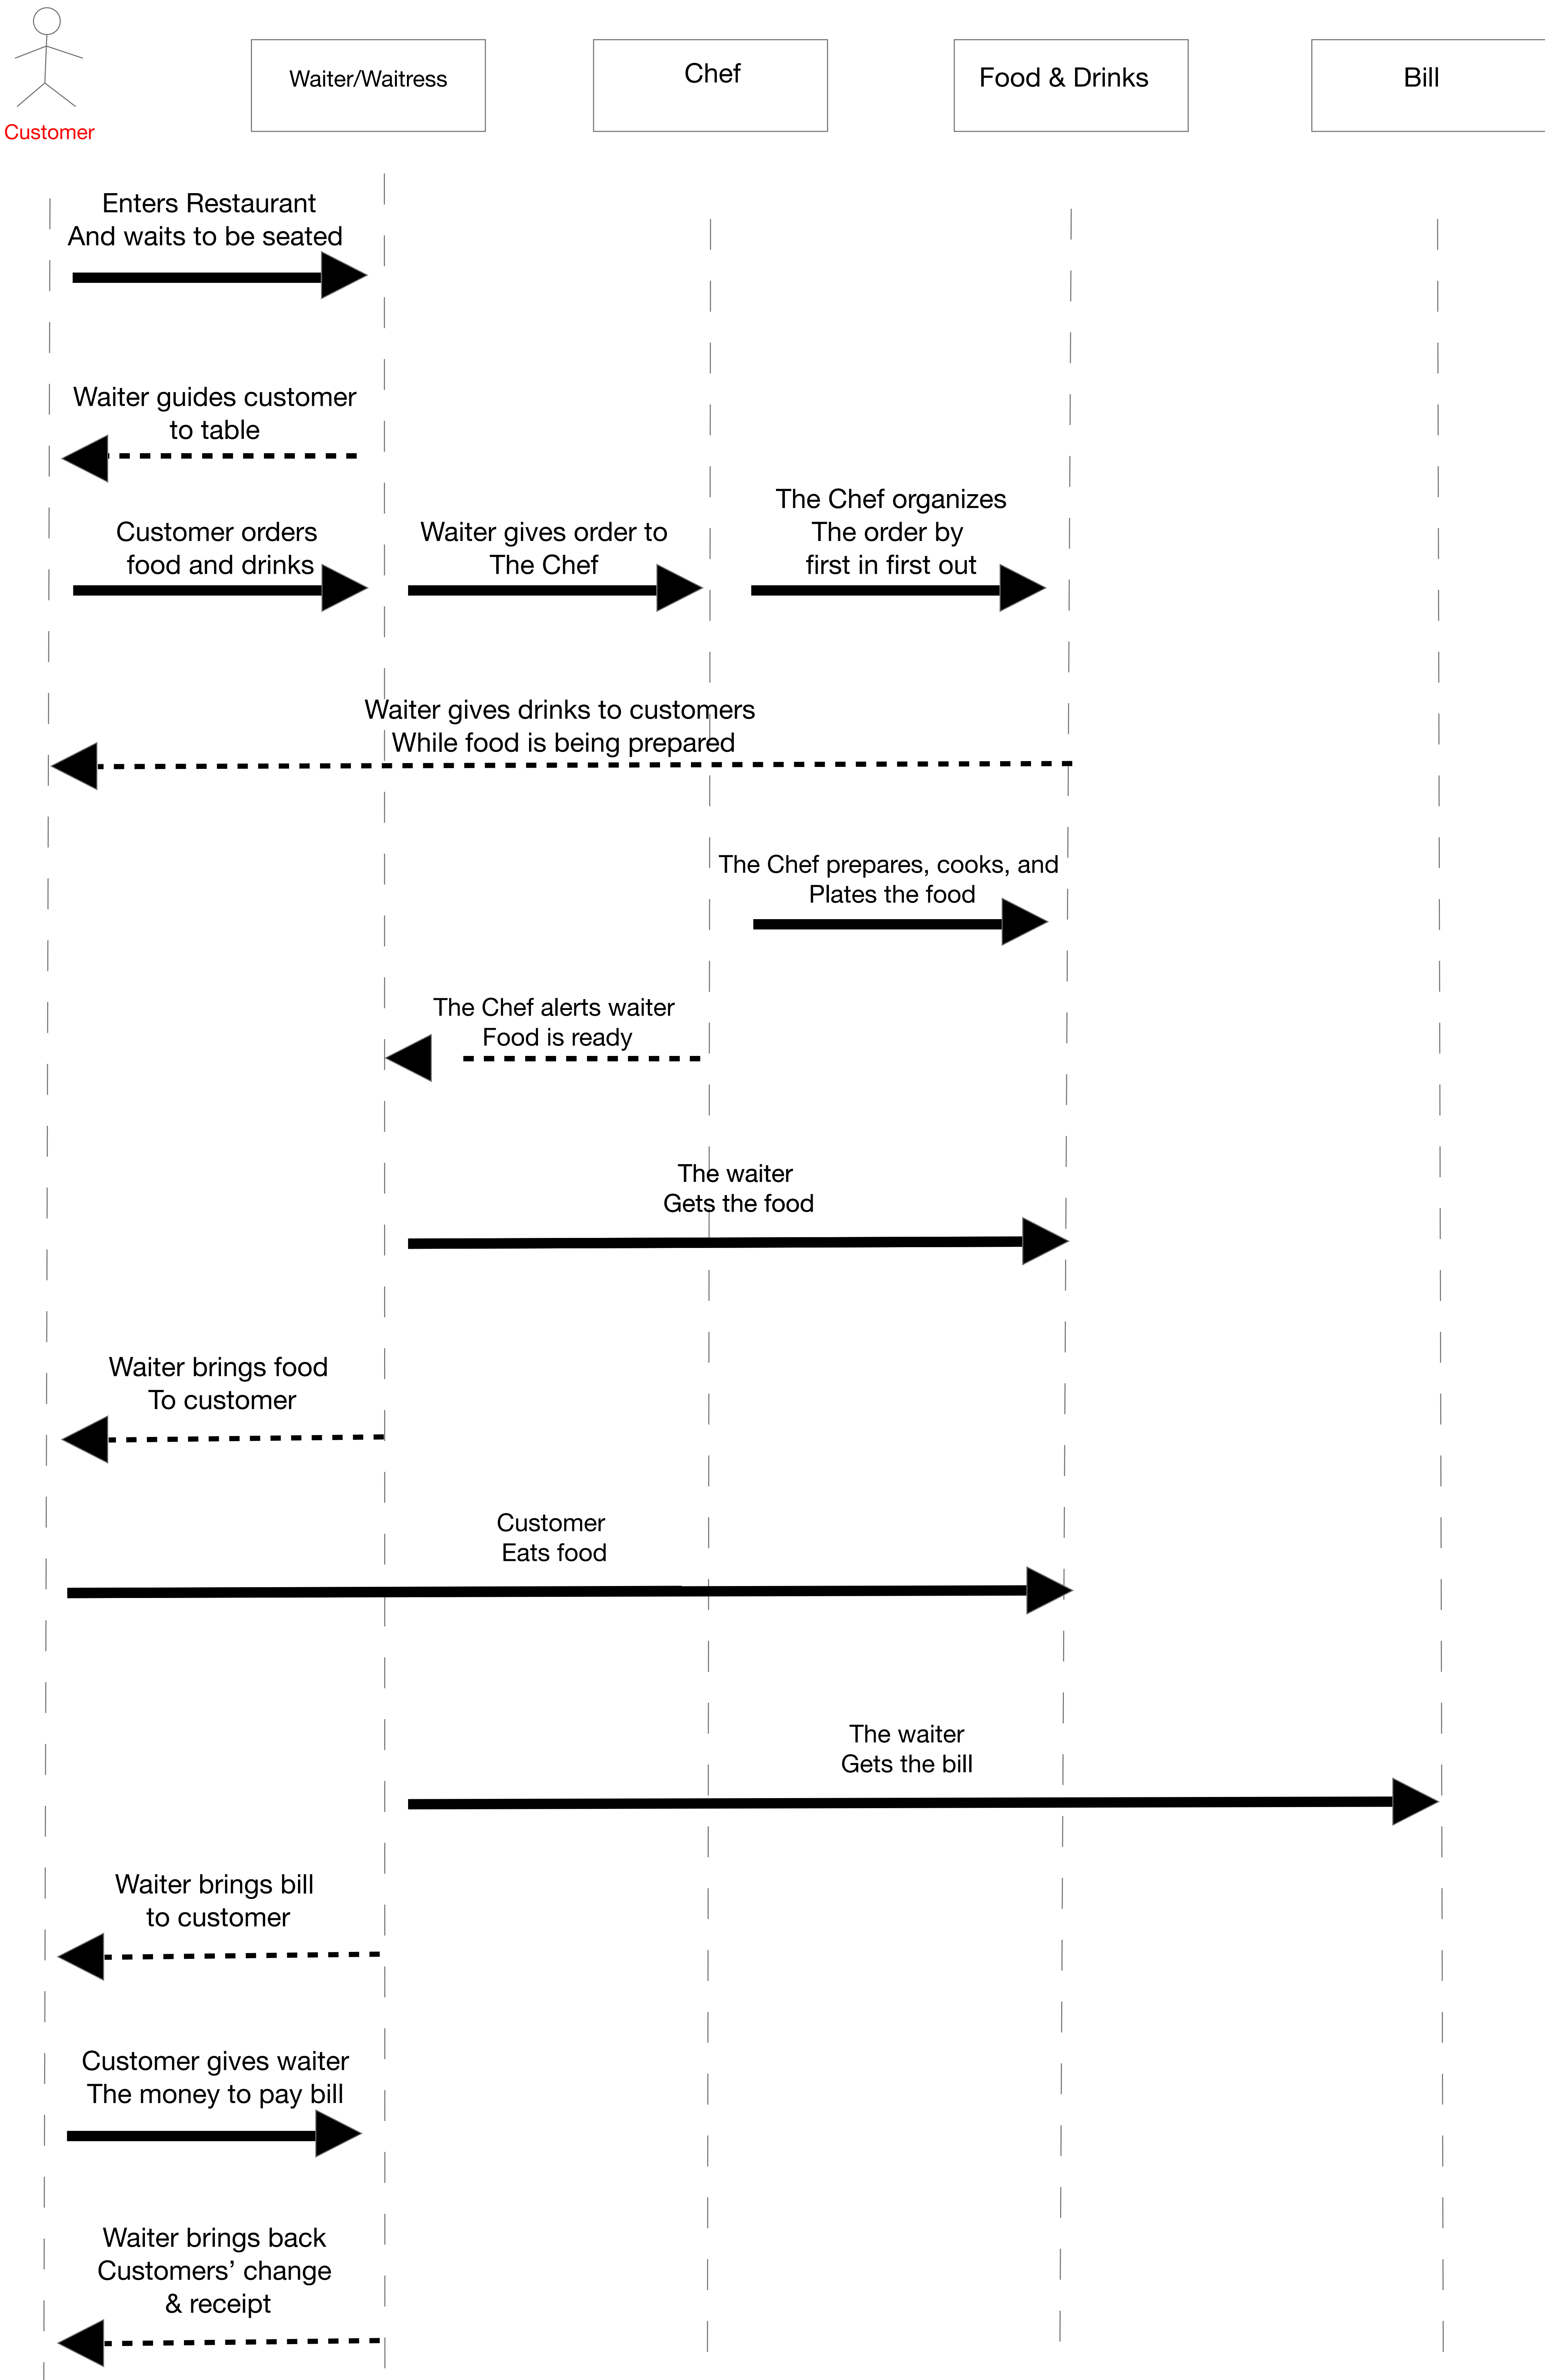 Customer
Waiter/Waitress
Chef
Food & Drinks
Bill
Enters Restaurant
And waits to be seated
Waiter guides customer
to table
Customer orders
food and drinks
Waiter gives order to
The Chef
The Chef organizes
The order by
first in first out
Waiter gives drinks to customers
While food is being prepared
The Chef prepares, cooks, and
Plates the food
The Chef alerts waiter
Food is ready
The waiter
Gets the food
Waiter brings food
To customer
Customer
Eats food
The waiter
Gets the bill
Waiter brings bill
to customer
Customer gives waiter
The money to pay bill
Waiter brings back
Customers’ change
& receipt